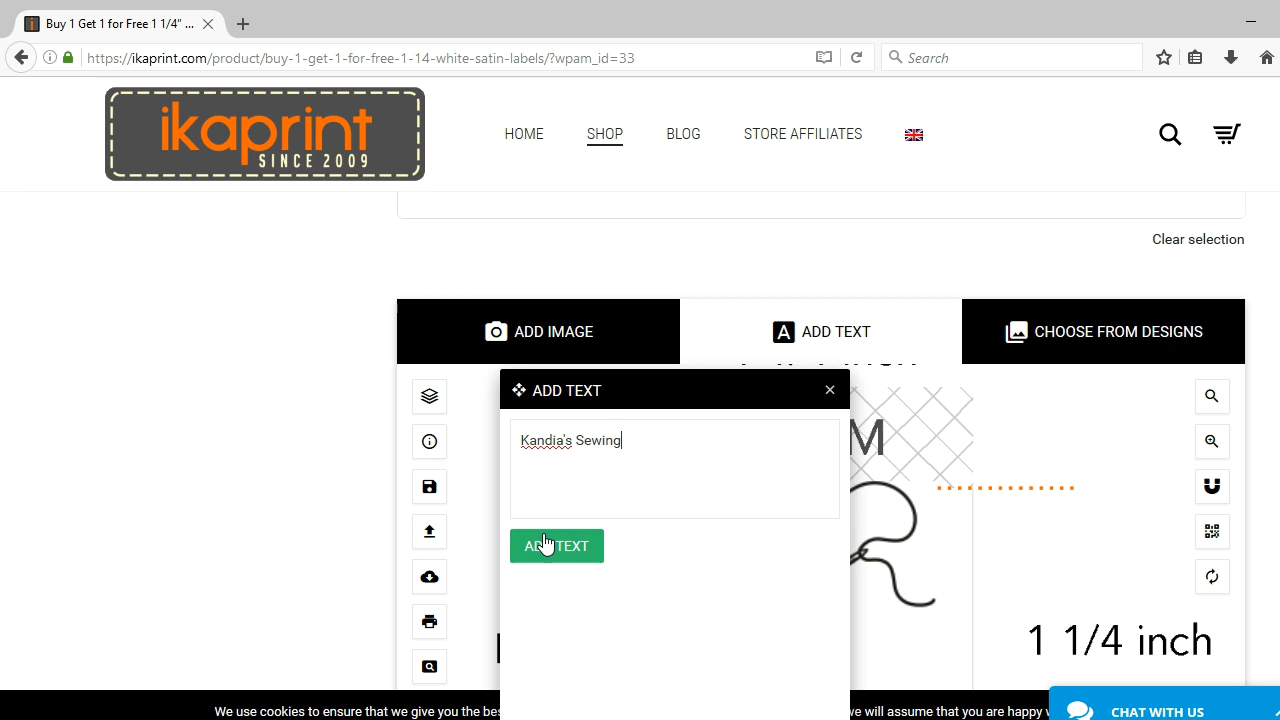 Buy 1 Get 1 for Free 1 1/4" ...
https://ikaprint.com/product/buy-1-get-1-for-free-1-14-white-satin-labels/?wpam_id=33
Search
ikaprint
SINCE 2009
HOME
SHOP
BLOG
STORE AFFILIATES
Clear selection
ADD IMAGE
A ADD TEXT
CHOOSE FROM DESIGNS
ADD TEXT
Kandia's Sewing
ADD TEXT
M
1 1/4 inch
We use cookies to ensure that we give you the bes
we will assume that you are happy
CHAT WITH US